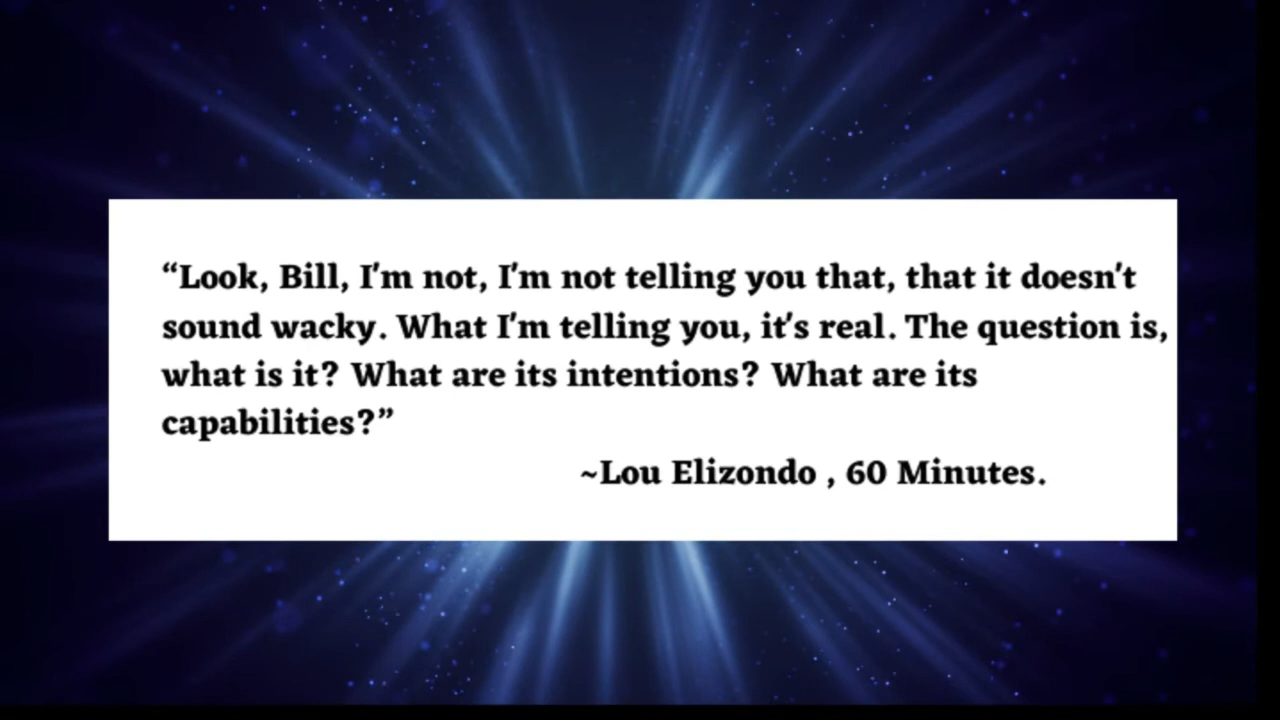 “Look, Bill, I'm not, I'm not telling you that, that it doesn't
sound wacky. What I'm telling you, it's real. The question is,
what is it? What are its intentions? What are its
capabilities?”
~Lou Elizondo , 60 Minutes.